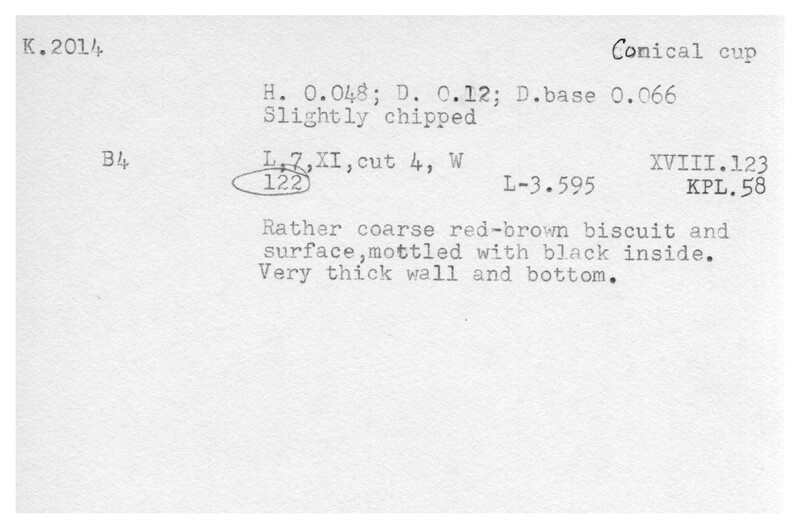 K.2014 Conical cup
H. 0.048; D. 0.12; D.base 0.066
Slightly chipped
B4 L,7,XI,cut 4, W XVIII.123
122 L-3.595 KPL.58
Rather coarse red-brown biscuit and
surface,mottled with black inside.
Very thick wall and bottom.